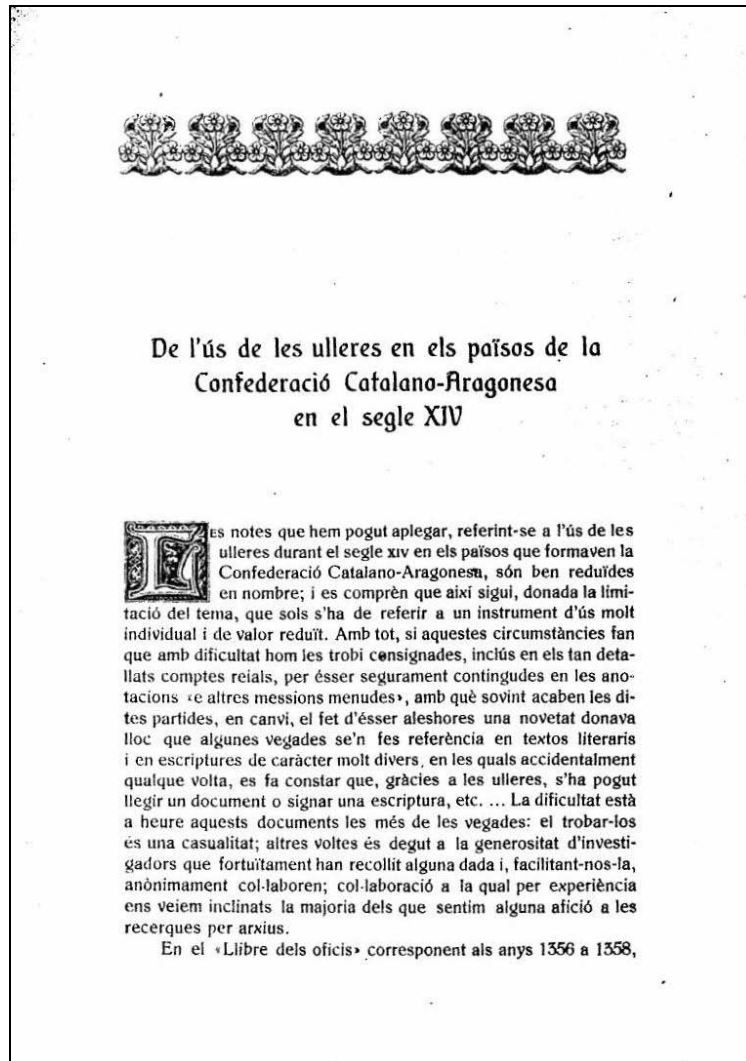 De l'ús de les ulleres en els països de la
Confederació Catalano-Aragonesa
en el segle XIV
LES notes que hem pogut aplegar, referint-se a l'ús de les
ulleres durant el segle XIV en els països que formaven la
Confederació Catalano-Aragonesa, són ben reduïdes
en nombre; i es comprèn que així sigui, donada la limi-
tació del tema, que sols s'ha de referir a un instrument d'ús molt
individual i de valor reduït. Amb tot, si aquestes circumstàncies fan
que amb dificultat hom les trobi consignades, inclús en els tan deta-
llats comptes reials, per ésser segurament contingudes en les ano-
tacions «e altres messions menudes», amb què sovint acaben les di-
tes partides, en canvi, el fet d'ésser aleshores una novetat donava
lloc que algunes vegades se'n fes referència en textos literaris
i en escriptures de caràcter molt divers, en les quals accidentalment
qualque volta, es fa constar que, gràcies a les ulleres, s'ha pogut
llegir un document o signar una escriptura, etc. ... La dificultat està
a heure aquests documents les més de les vegades: el trobar-los
és una casualitat; altres voltes és degut a la generositat d'investi-
gadors que fortuïtament han recollit alguna dada i, facilitant-nos-la,
anònimament col·laboren; col·laboració a la qual per experiència
ens veiem inclinats la majoria dels que sentim alguna afició a les
recerques per arxius.
En el «Llibre dels oficis» corresponent als anys 1356 a 1358,